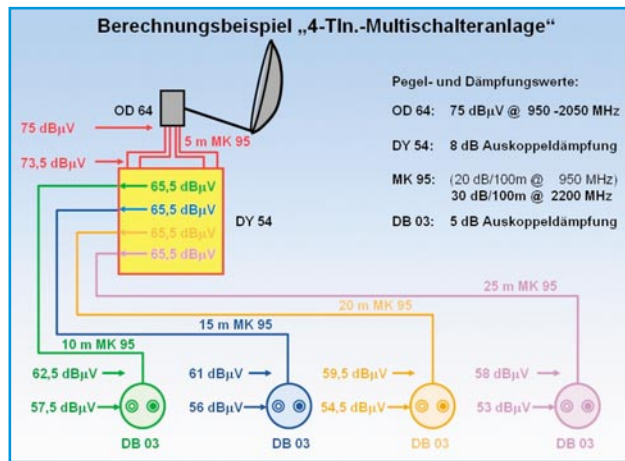 Berechnungsbeispiel „4-Tln.-Multischalteranlage“
Pegel- und Dämpfungswerte:
OD 64: 75 dBµV @ 950 -2050 MHz
DY 54: 8 dB Auskoppeldämpfung
MK 95: (20 dB/100m @ 950 MHz)
30 dB/100m @ 2200 MHz
DB 03: 5 dB Auskoppeldämpfung
OD 64
75 dBµV
5 m MK 95
73,5 dBµV
65,5 dBµV
65,5 dBµV
65,5 dBµV
65,5 dBµV
DY 54
25 m MK 95
20 m MK 95
15 m MK 95
10 m MK 95
62,5 dBµV
61 dBµV
59,5 dBµV
58 dBµV
57,5 dBµV
56 dBµV
54,5 dBµV
53 dBµV
DB 03
DB 03
DB 03
DB 03